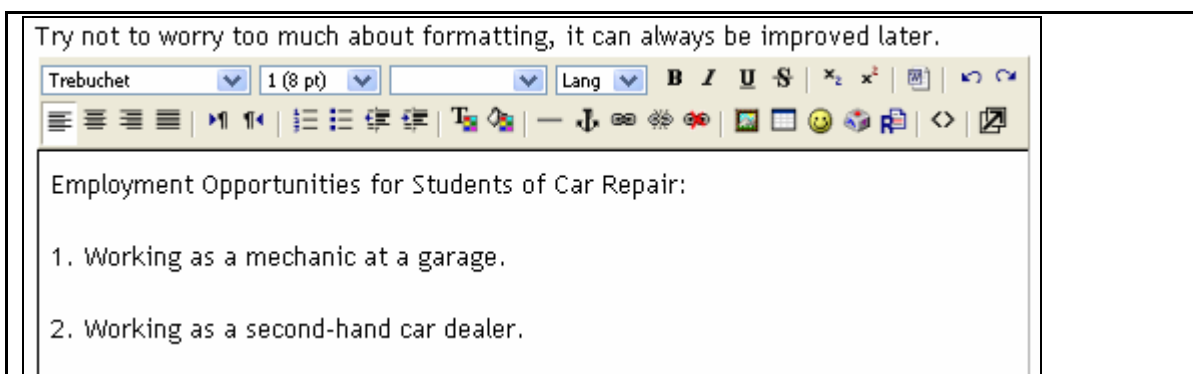 Try not to worry too much about formatting, it can always be improved later.
Trebuchet 1 (8 pt) Lang B I U S x₂ x²
Employment Opportunities for Students of Car Repair:
1. Working as a mechanic at a garage.
2. Working as a second-hand car dealer.